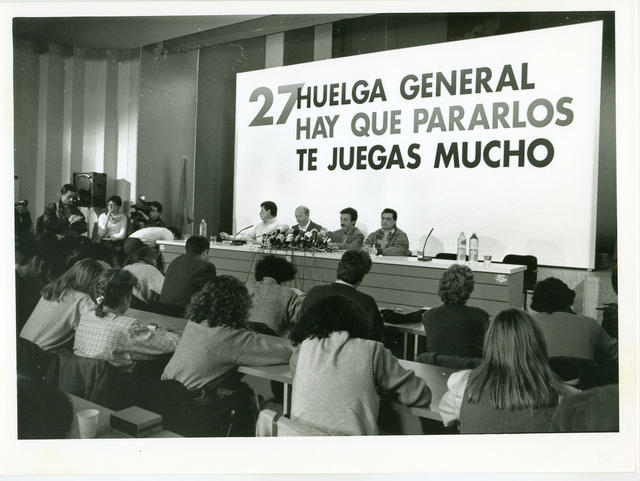 27 HUELGA GENERAL
HAY QUE PARARLOS
TE JUEGAS MUCHO